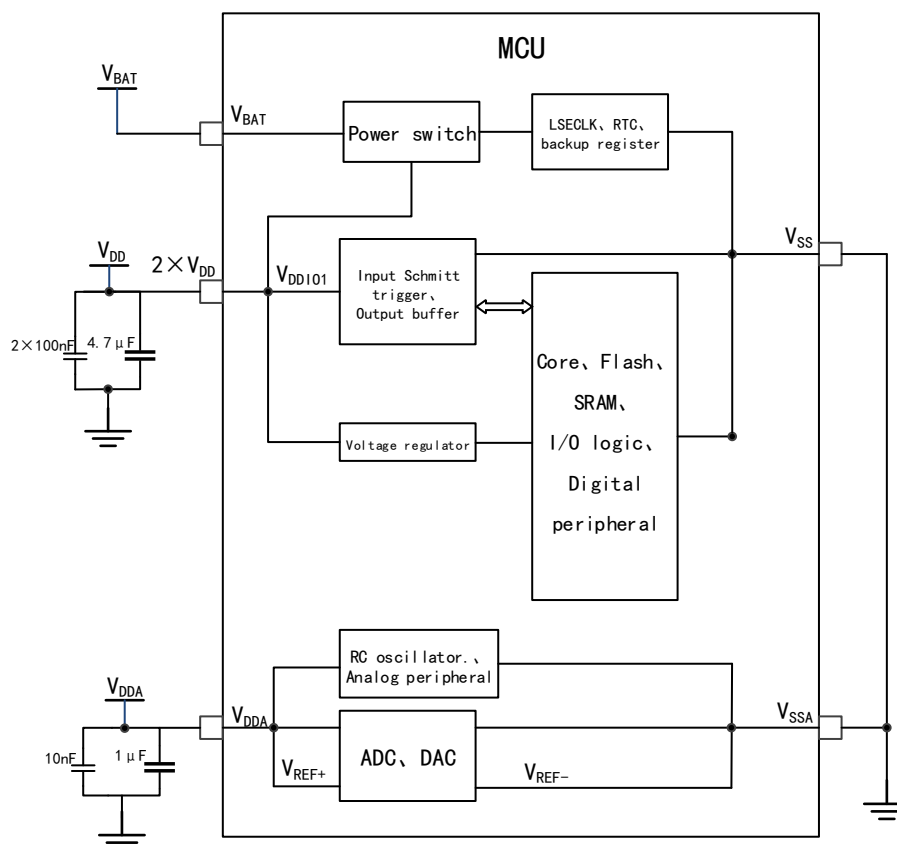 MCU
VBAT
VBAT
Power switch
LSECLK、RTC、
backup register
VDD
2×VDD
VDDIO1
Input Schmitt
trigger、
Output buffer
VSS
2×100nF
4.7μF
Core、Flash、
SRAM、
I/O logic、
Digital
peripheral
Voltage regulator
RC oscillator.、
Analog peripheral
VDDA
VDDA
VSSA
10nF
1μF
ADC、DAC
VREF+
VREF-